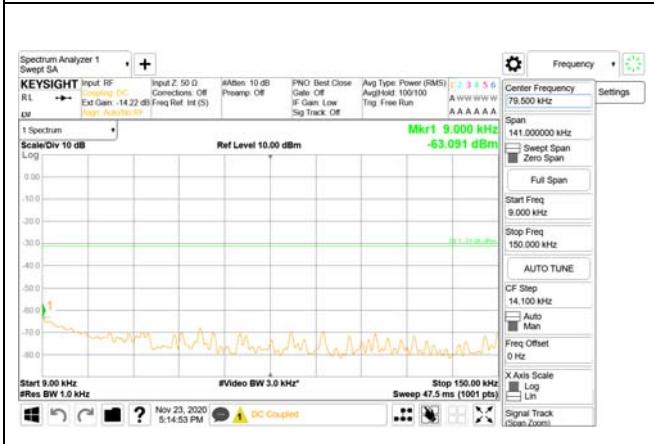 Spectrum Analyzer 1
Swept SA
Frequency
KEYSIGHT
Input: RF
Coupling: DC
Ext Gain: -14.22 dB
Align: Auto/No RF
Input Z: 50 Ω
Corrections: Off
Freq Ref: Int (S)
#Atten: 10 dB
Preamp: Off
PNO: Best Close
Gate: Off
IF Gain: Low
Sig Track: Off
Avg Type: Power (RMS)
Avg|Hold: 100/100
Trig: Free Run
1 2 3 4 5 6
A W W W W W
A A A A A A
RL
LXI
1 Spectrum
Scale/Div 10 dB
Log
Ref Level 10.00 dBm
Mkr1 9.000 kHz
-63.091 dBm
0.00
-10.0
-20.0
-30.0
-40.0
-50.0
-60.0
-70.0
-80.0
1
Start 9.00 kHz
#Res BW 1.0 kHz
#Video BW 3.0 kHz*
Stop 150.00 kHz
Sweep 47.5 ms (1001 pts)
Nov 23, 2020
5:14:53 PM
DC Coupled
Center Frequency
79.500 kHz
Settings
Span
141.000000 kHz
Swept Span
Zero Span
Full Span
Start Freq
9.000 kHz
Stop Freq
150.000 kHz
AUTO TUNE
CF Step
14.100 kHz
Auto
Man
Freq Offset
0 Hz
X Axis Scale
Log
Lin
Signal Track
(Span Zoom)